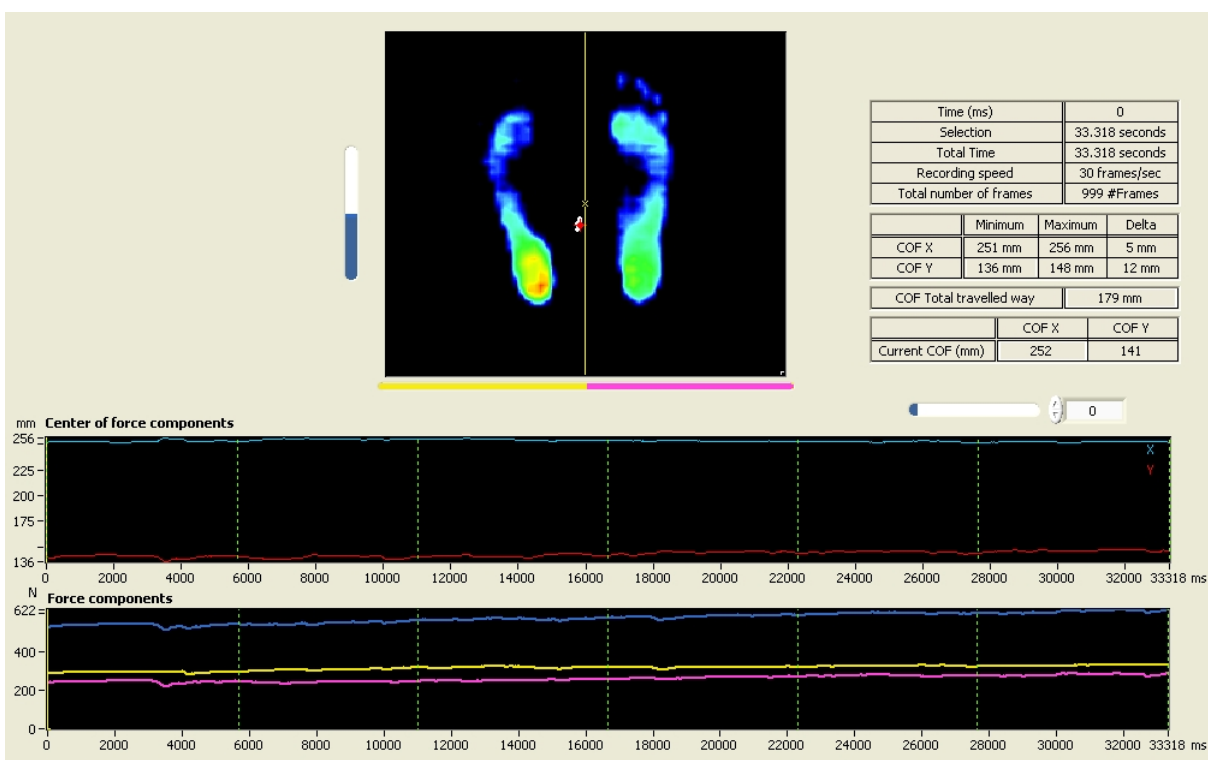 Time (ms) 0
Selection 33.318 seconds
Total Time 33.318 seconds
Recording speed 30 frames/sec
Total number of frames 999 #Frames
Minimum Maximum Delta
COF X 251 mm 256 mm 5 mm
COF Y 136 mm 148 mm 12 mm
COF Total travelled way 179 mm
COF X COF Y
Current COF (mm) 252 141
0
mm Center of force components
256
X
225
Y
200
175
136
0 2000 4000 6000 8000 10000 12000 14000 16000 18000 20000 22000 24000 26000 28000 30000 32000 33318 ms
N Force components
622
400
200
0
0 2000 4000 6000 8000 10000 12000 14000 16000 18000 20000 22000 24000 26000 28000 30000 32000 33318 ms